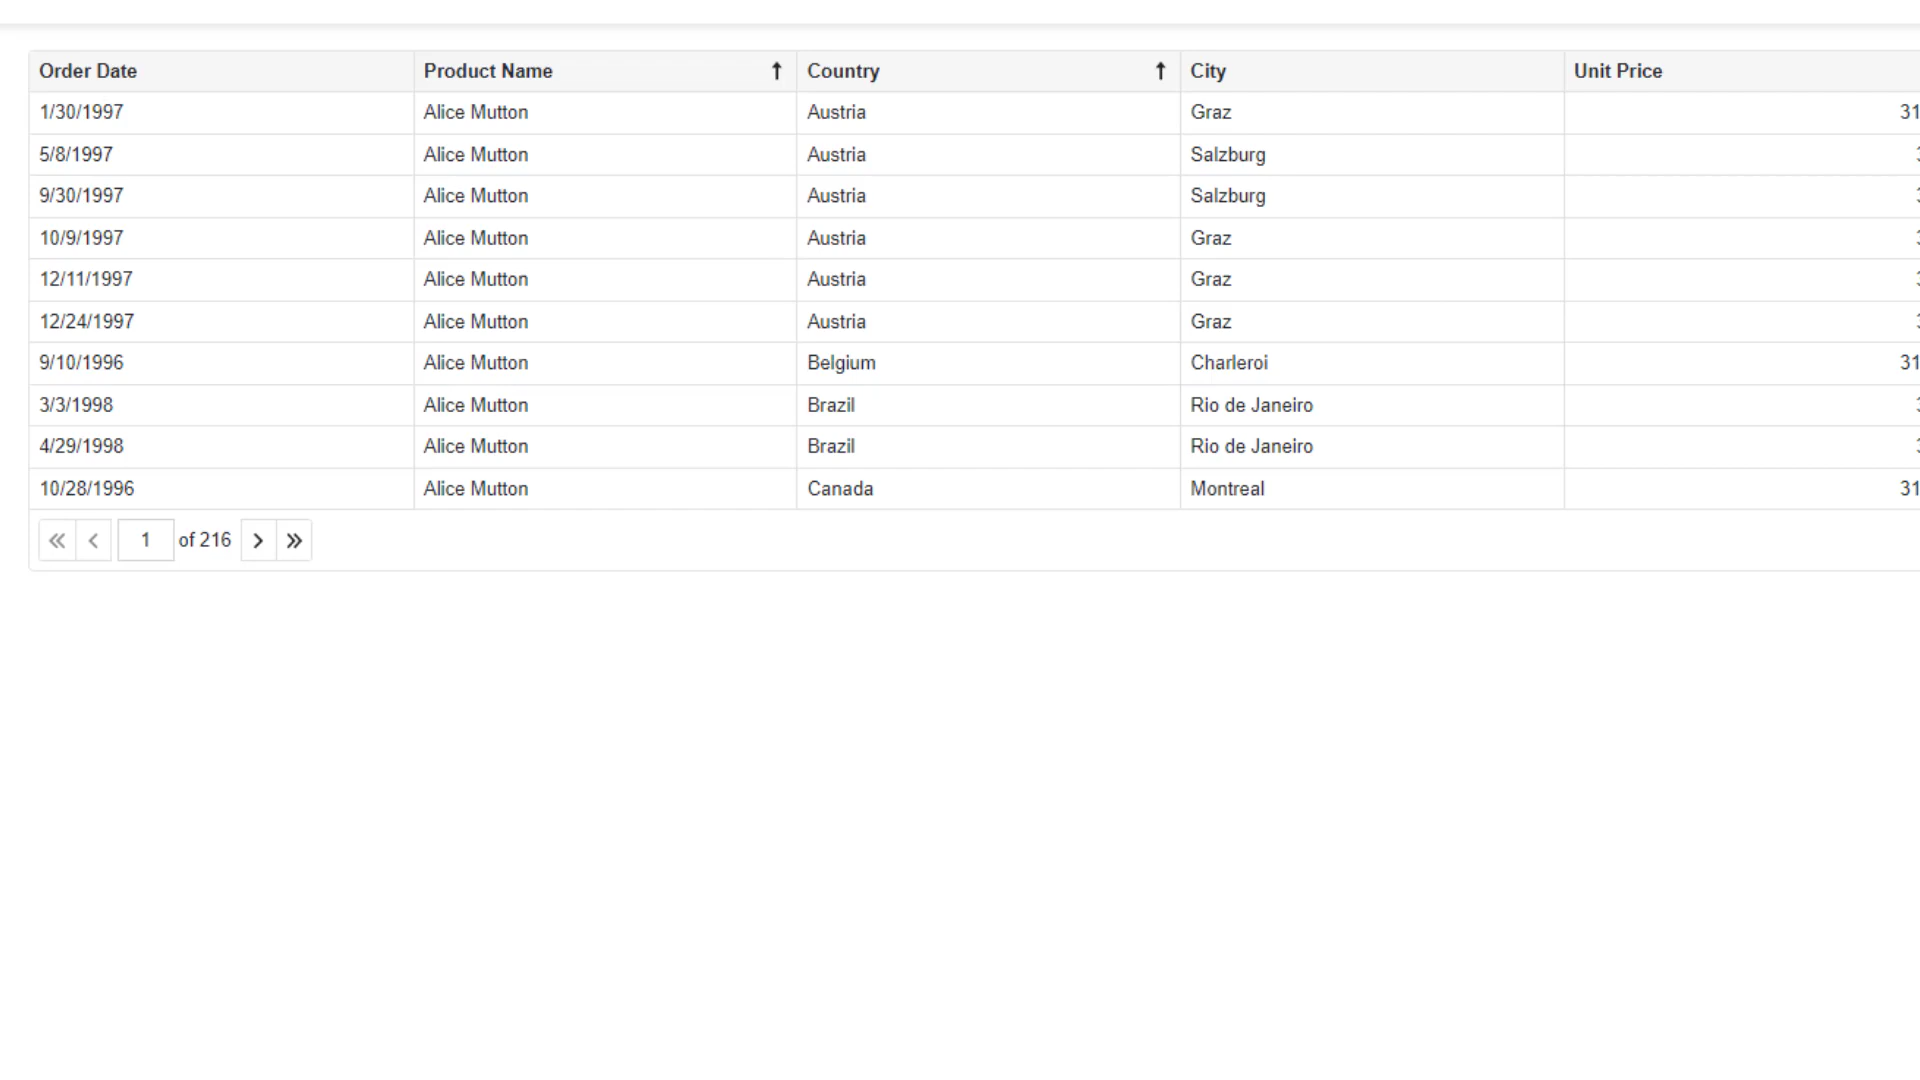 Order Date Product Name Country City Unit Price
1/30/1997 Alice Mutton Austria Graz 31
5/8/1997 Alice Mutton Austria Salzburg
9/30/1997 Alice Mutton Austria Salzburg
10/9/1997 Alice Mutton Austria Graz
12/11/1997 Alice Mutton Austria Graz
12/24/1997 Alice Mutton Austria Graz
9/10/1996 Alice Mutton Belgium Charleroi 31
3/3/1998 Alice Mutton Brazil Rio de Janeiro
4/29/1998 Alice Mutton Brazil Rio de Janeiro
10/28/1996 Alice Mutton Canada Montreal 31
1 of 216